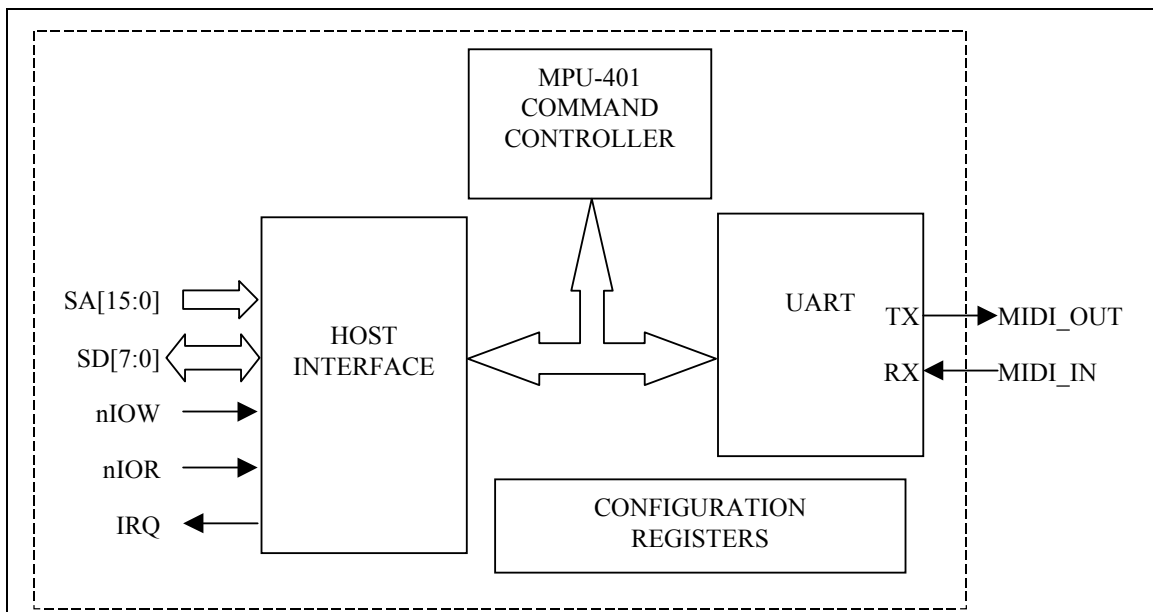 MPU-401
COMMAND
CONTROLLER
SA[15:0]
SD[7:0]
nIOW
nIOR
IRQ
HOST
INTERFACE
UART
TX
RX
MIDI_OUT
MIDI_IN
CONFIGURATION
REGISTERS